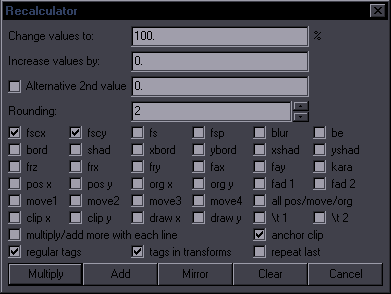 Recalculator
Change values to: 100. %
Increase values by: 0.
Alternative 2nd value 0.
Rounding: 2
fscx fscy fs fsp blur be
bord shad xbord ybord xshad yshad
frz frx fry fax fay kara
pos x pos y org x org y fad 1 fad 2
move1 move2 move3 move4 all pos/move/org
clip x clip y draw x draw y \t 1 \t 2
multiply/add more with each line anchor clip
regular tags tags in transforms repeat last
Multiply Add Mirror Clear Cancel